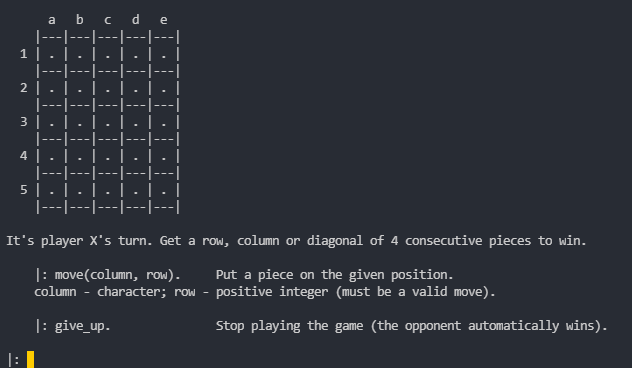 a b c d e
|---|---|---|---|---|
1 | . | . | . | . | . |
|---|---|---|---|---|
2 | . | . | . | . | . |
|---|---|---|---|---|
3 | . | . | . | . | . |
|---|---|---|---|---|
4 | . | . | . | . | . |
|---|---|---|---|---|
5 | . | . | . | . | . |
|---|---|---|---|---|
It's player X's turn. Get a row, column or diagonal of 4 consecutive pieces to win.
|: move(column, row). Put a piece on the given position.
column - character; row - positive integer (must be a valid move).
|: give_up. Stop playing the game (the opponent automatically wins).
|: